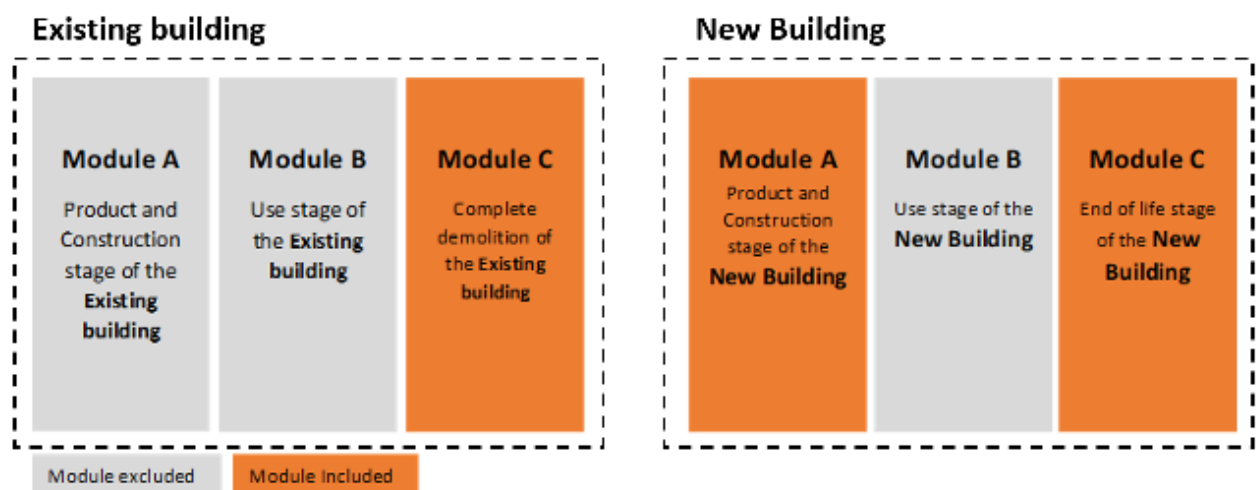 Existing building
Module A
Product and
Construction
stage of the
Existing
building
Module B
Use stage of
the Existing
building
Module C
Complete
demolition of
the Existing
building
New Building
Module A
Product and
Construction
stage of the
New Building
Module B
Use stage of the
New Building
Module C
End of life stage
of the New
Building
Module excluded
Module Included